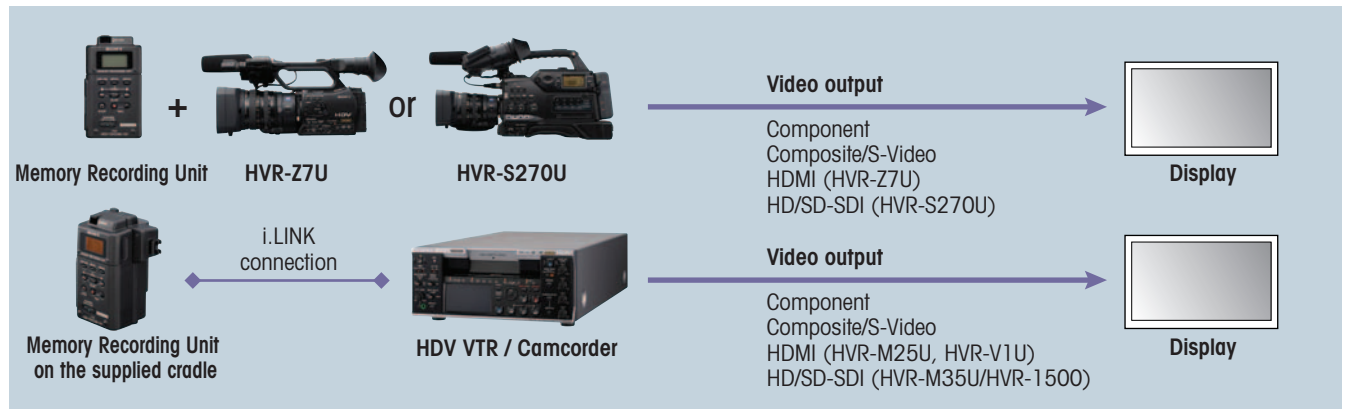 +
or
Memory Recording Unit
HVR-Z7U
HVR-S270U
Video output
Component
Composite/S-Video
HDMI (HVR-Z7U)
HD/SD-SDI (HVR-S270U)
Display
i.LINK
connection
Memory Recording Unit
on the supplied cradle
HDV VTR / Camcorder
Video output
Component
Composite/S-Video
HDMI (HVR-M25U, HVR-V1U)
HD/SD-SDI (HVR-M35U/HVR-1500)
Display